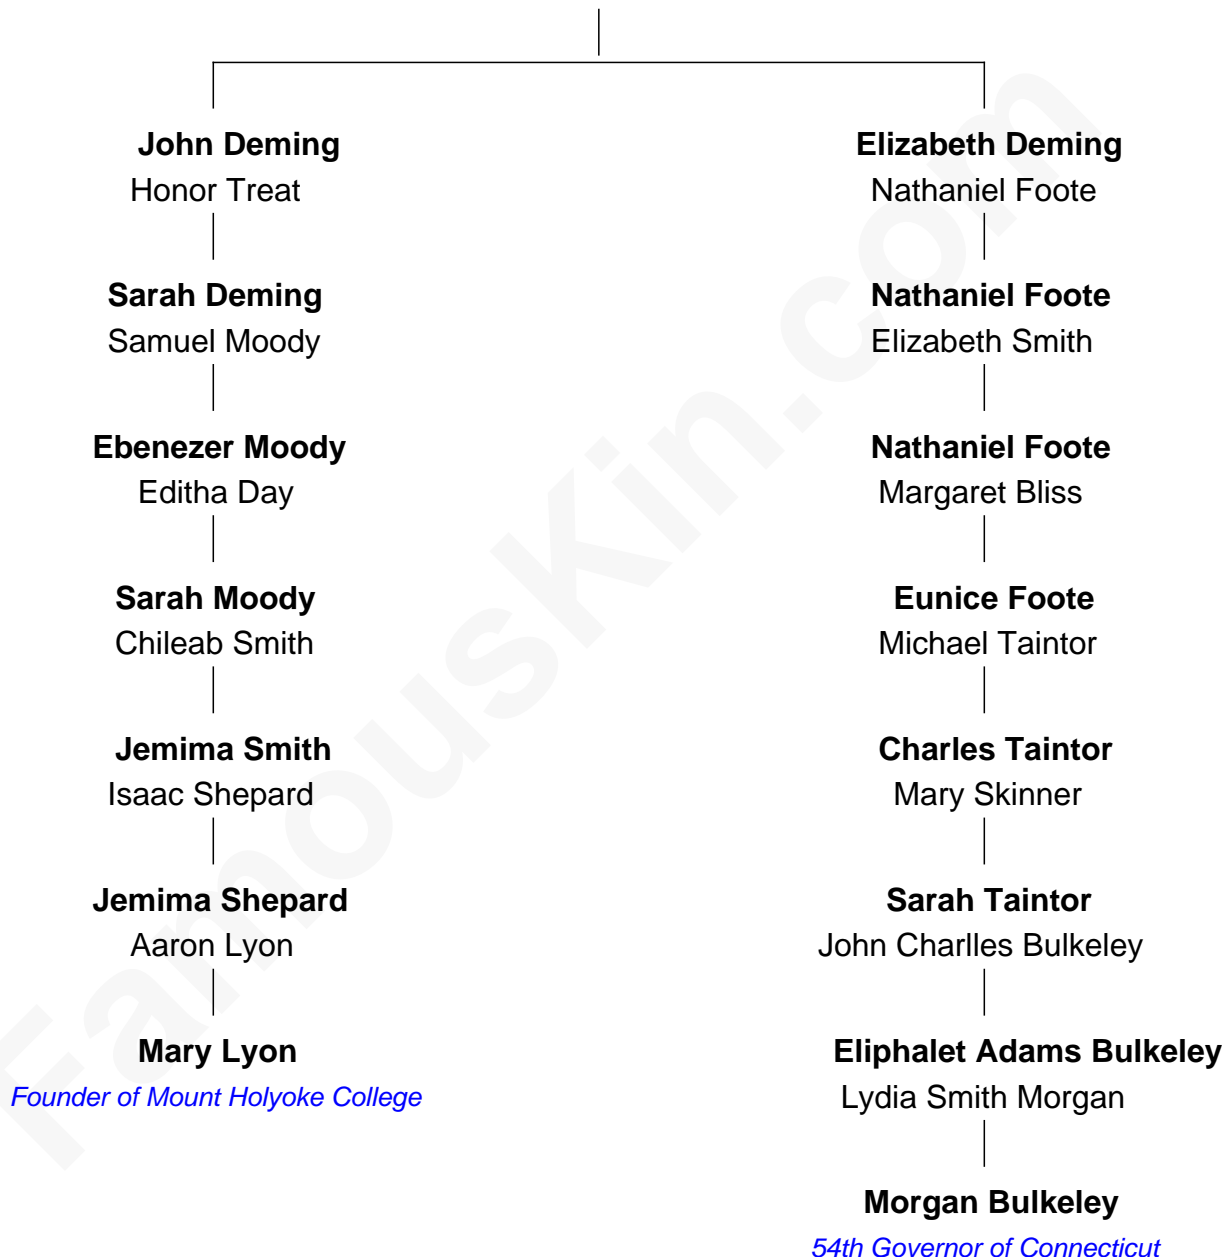 John Deming
Honor Treat
Sarah Deming
Samuel Moody
Ebenezer Moody
Editha Day
Sarah Moody
Chileab Smith
Jemima Smith
Isaac Shepard
Jemima Shepard
Aaron Lyon
Mary Lyon
Founder of Mount Holyoke College
Elizabeth Deming
Nathaniel Foote
Nathaniel Foote
Elizabeth Smith
Nathaniel Foote
Margaret Bliss
Eunice Foote
Michael Taintor
Charles Taintor
Mary Skinner
Sarah Taintor
John Charlles Bulkeley
Eliphalet Adams Bulkeley
Lydia Smith Morgan
Morgan Bulkeley
54th Governor of Connecticut
FamousKin.com